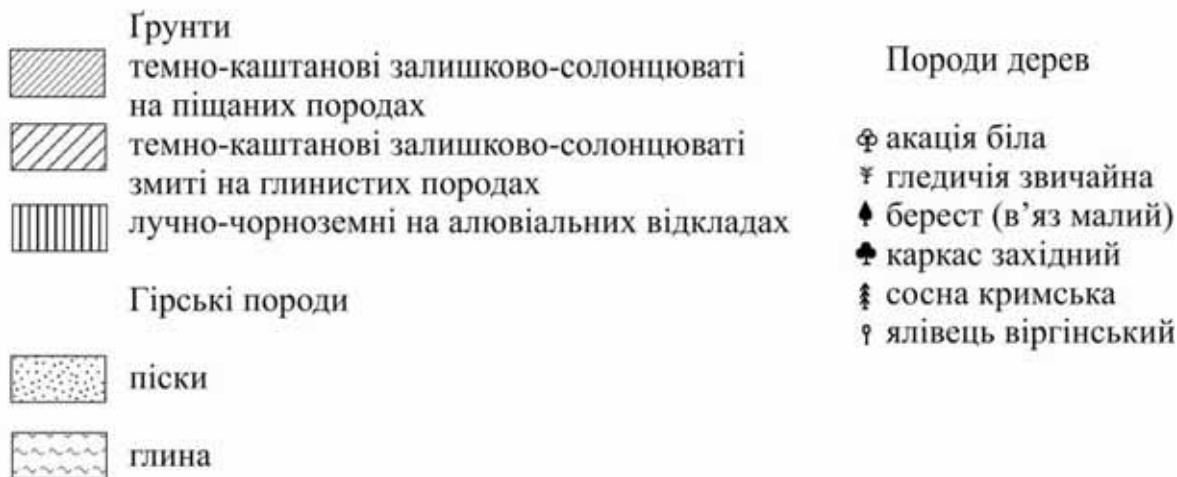 Ґрунти
темно-каштанові залишково-солонцюваті
на піщаних породах
темно-каштанові залишково-солонцюваті
змиті на глинистих породах
лучно-чорноземні на алювіальних відкладах
Гірські породи
піски
глина
Породи дерев
акація біла
гледичія звичайна
берест (в’яз малий)
каркас західний
сосна кримська
ялівець віргінський